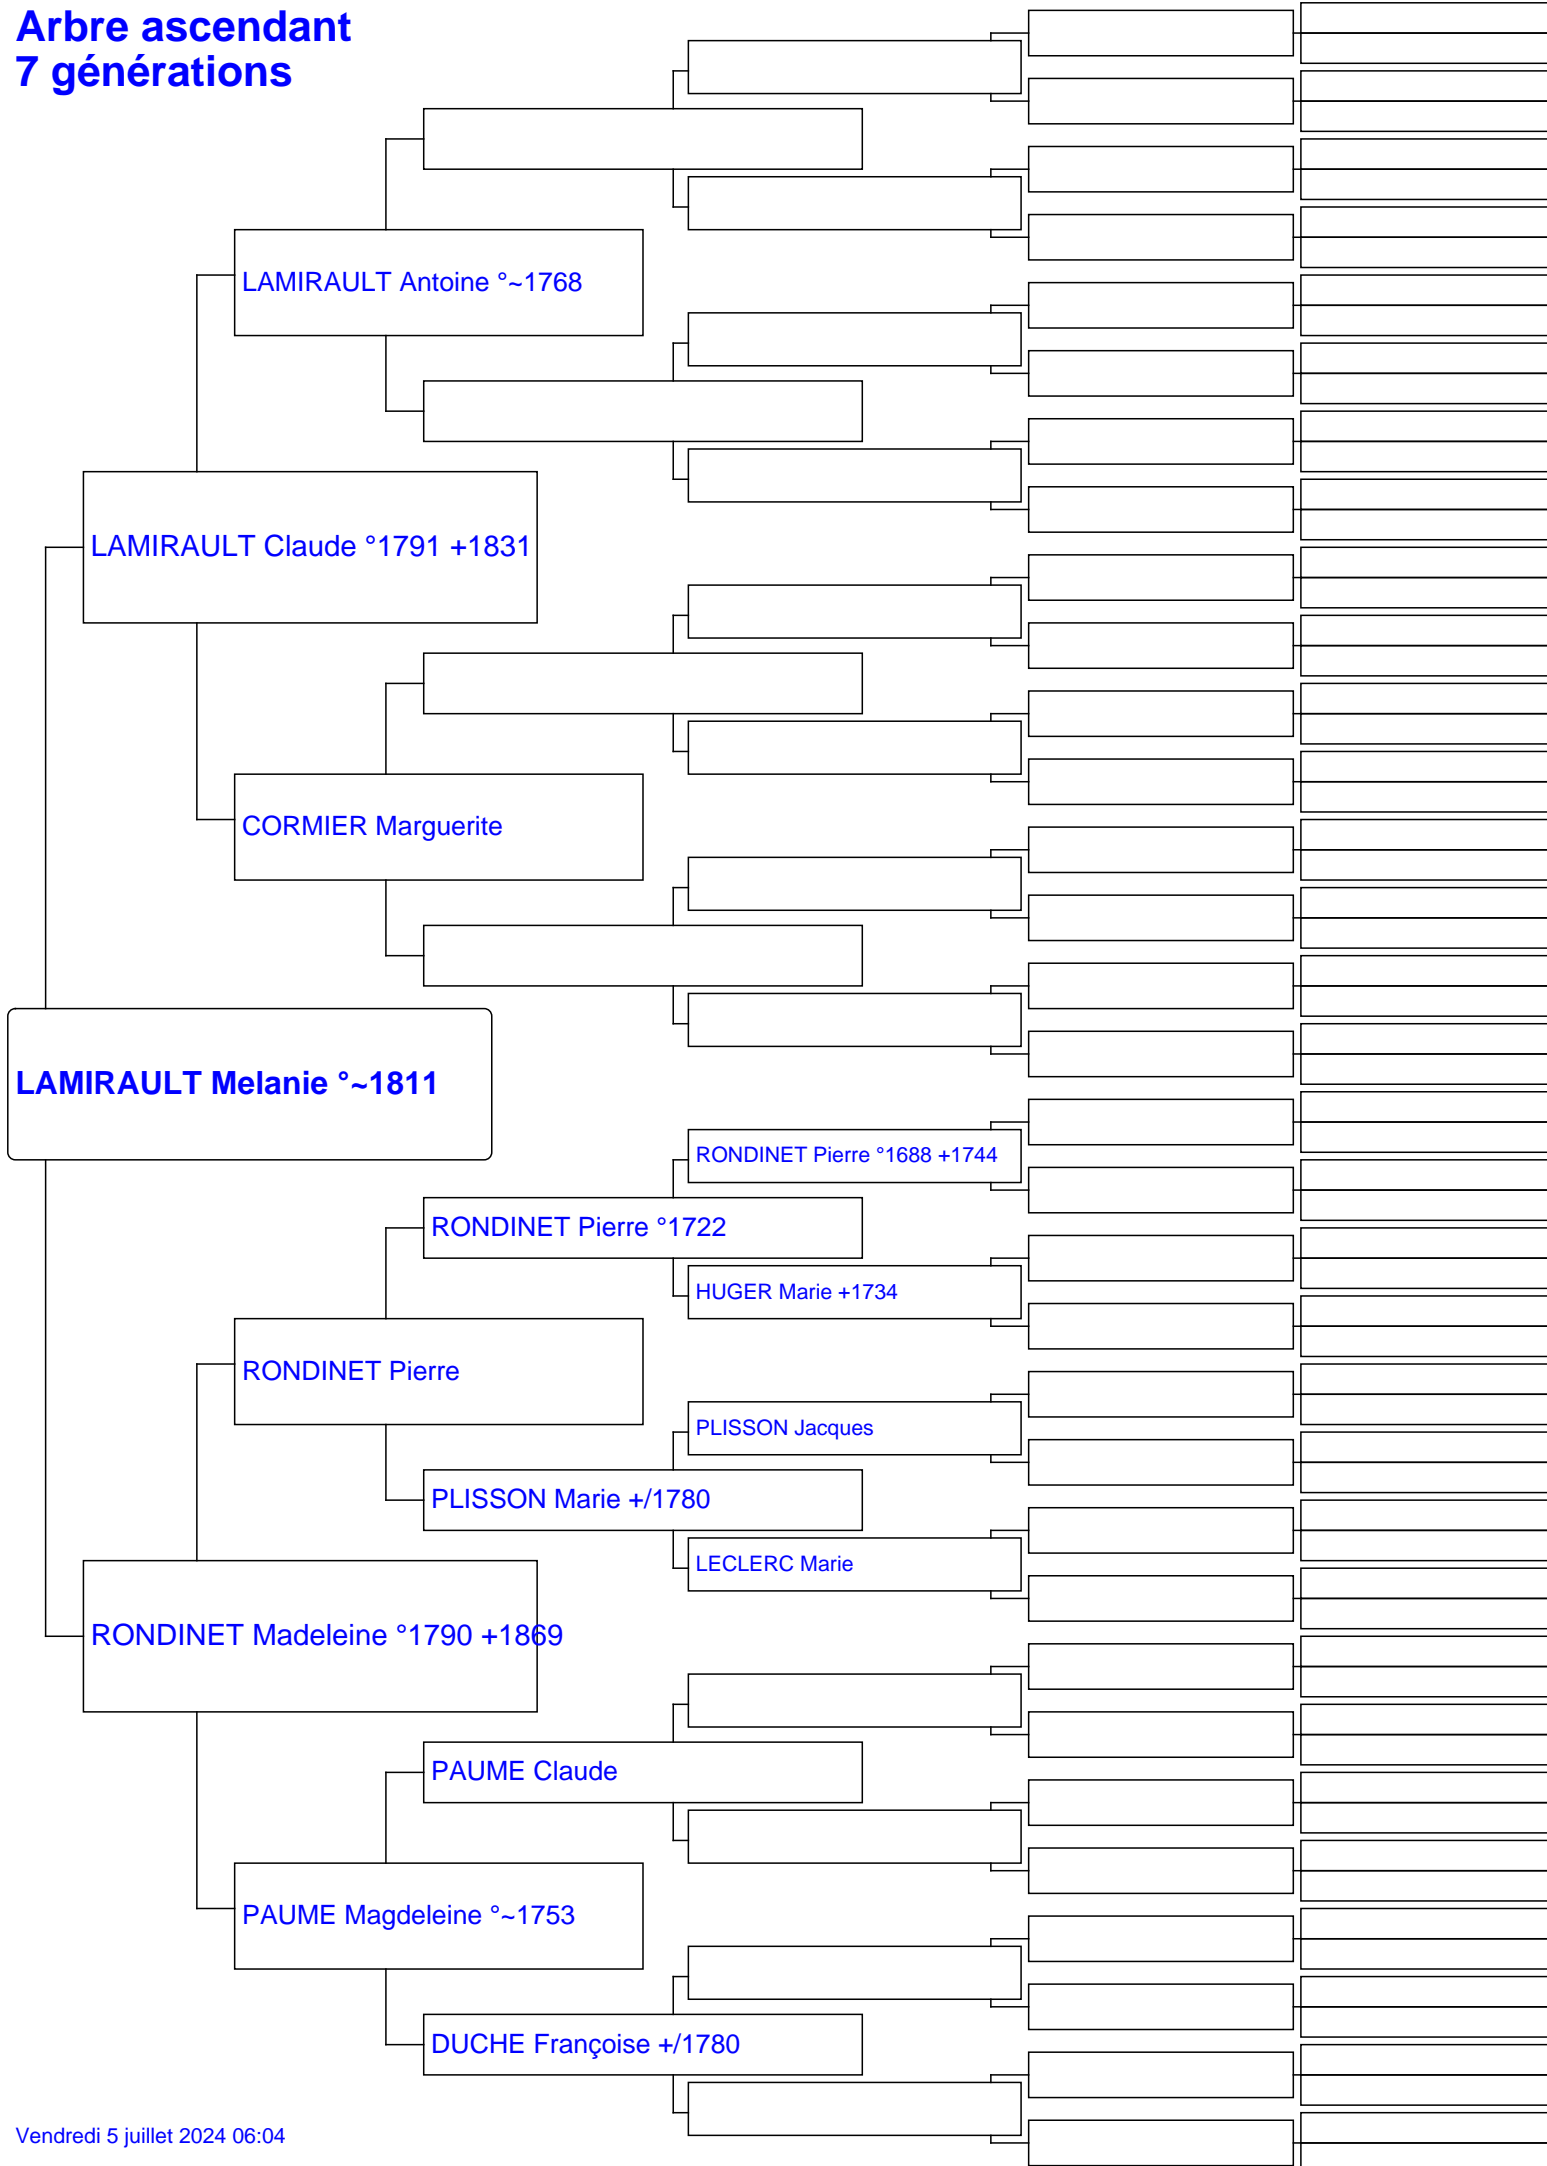 Arbre ascendant
7 générations
LAMIRAULT Antoine °~1768
LAMIRAULT Claude °1791 +1831
CORMIER Marguerite
LAMIRAULT Melanie °~1811
RONDINET Pierre °1688 +1744
RONDINET Pierre °1722
HUGER Marie +1734
RONDINET Pierre
PLISSON Jacques
PLISSON Marie +/1780
LECLERC Marie
RONDINET Madeleine °1790 +1869
PAUME Claude
PAUME Magdeleine °~1753
DUCHE Françoise +/1780
Vendredi 5 juillet 2024 06:04